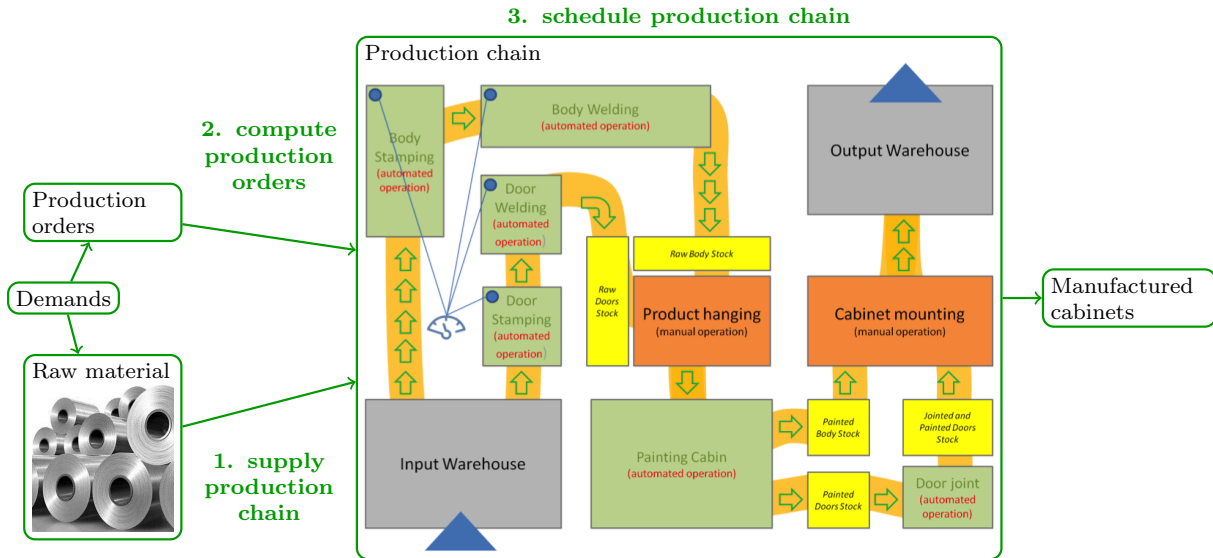 3. schedule production chain
Production chain
2. compute
production
orders
Production
orders
Demands
Raw material
1. supply
production
chain
Body
Stamping
(automated
operation)
Body Welding
(automated operation)
Door
Welding
(automated
operation)
Door
Stamping
(automated
operation)
Input Warehouse
Raw
Doors
Stock
Raw Body Stock
Product hanging
(manual operation)
Painting Cabin
(automated operation)
Painted
Body Stock
Painted
Doors Stock
Door joint
(automated
operation)
Jointed and
Painted Doors
Stock
Cabinet mounting
(manual operation)
Output Warehouse
Manufactured
cabinets